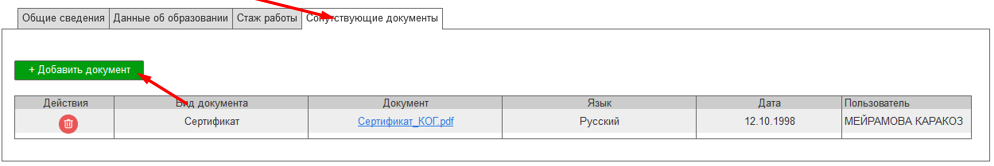 Общие сведения Данные об образовании Стаж работы Сопутствующие документы
+ Добавить документ
Действия Вид документа Документ Язык Дата Пользователь
Сертификат Сертификат_КОГ.pdf Русский 12.10.1998 МЕЙРАМОВА КАРАКОЗ